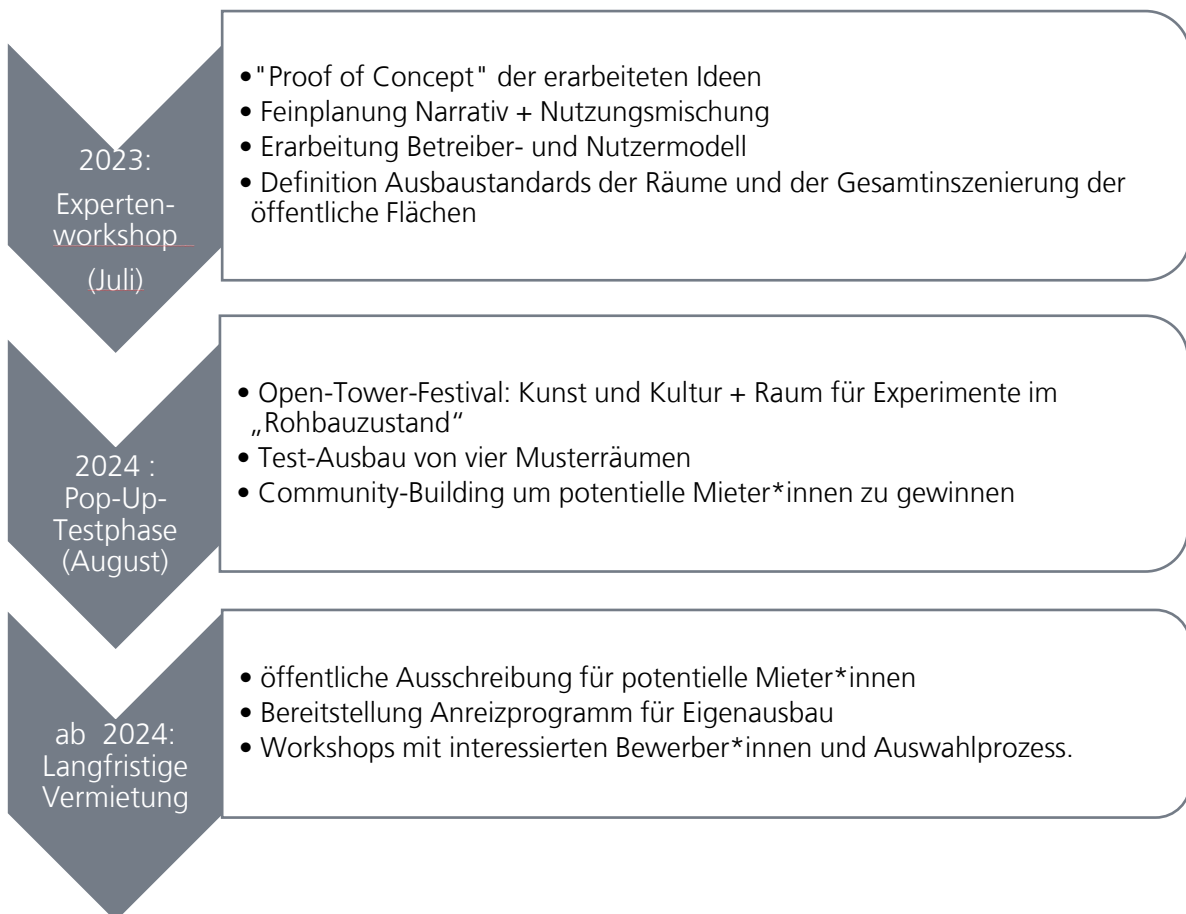 2023:
Experten-
workshop
(Juli)
•"Proof of Concept" der erarbeiteten Ideen
• Feinplanung Narrativ + Nutzungsmischung
• Erarbeitung Betreiber- und Nutzermodell
• Definition Ausbaustandards der Räume und der Gesamtinszenierung der
öffentliche Flächen
2024 :
Pop-Up-
Testphase
(August)
• Open-Tower-Festival: Kunst und Kultur + Raum für Experimente im
„Rohbauzustand“
• Test-Ausbau von vier Musterräumen
• Community-Building um potentielle Mieter*innen zu gewinnen
ab 2024:
Langfristige
Vermietung
• öffentliche Ausschreibung für potentielle Mieter*innen
• Bereitstellung Anreizprogramm für Eigenausbau
• Workshops mit interessierten Bewerber*innen und Auswahlprozess.